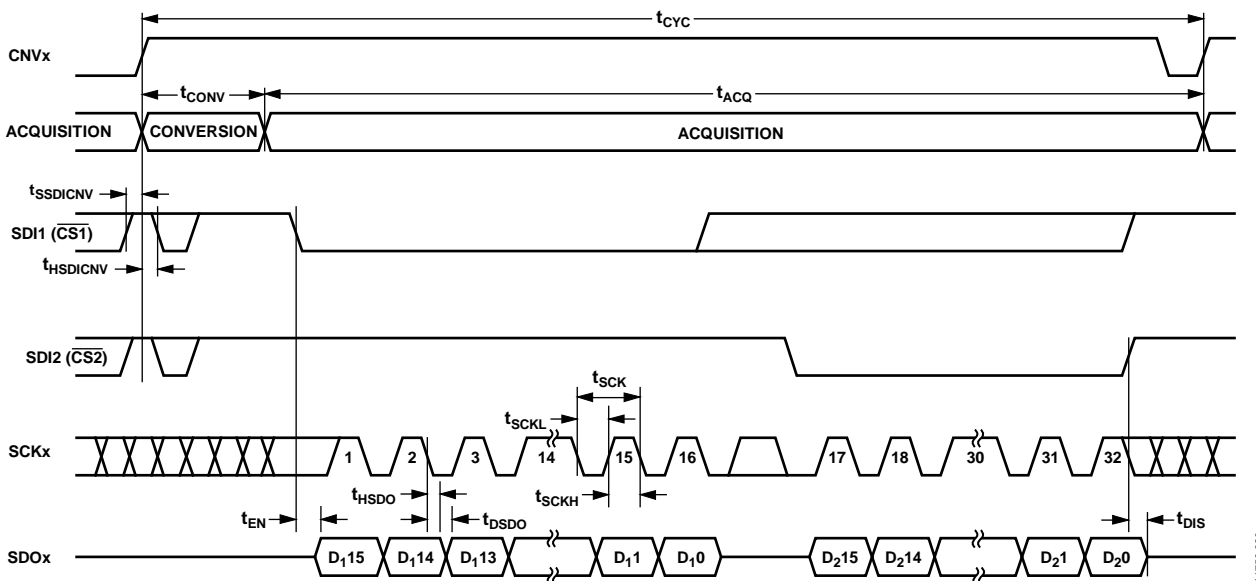 tCYC
CNVx
tCONV
tACQ
ACQUISITION
CONVERSION
ACQUISITION
tSSDICNV
SDI1 (CS1)
tHSDICNV
SDI2 (CS2)
tSCK
tSCKL
SCKx
1 2 3 14 15 16 17 18 30 31 32
tHSDO
tSCKH
tEN
tDSDO
tDIS
SDOx
D115 D114 D113 D11 D10 D215 D214 D21 D20